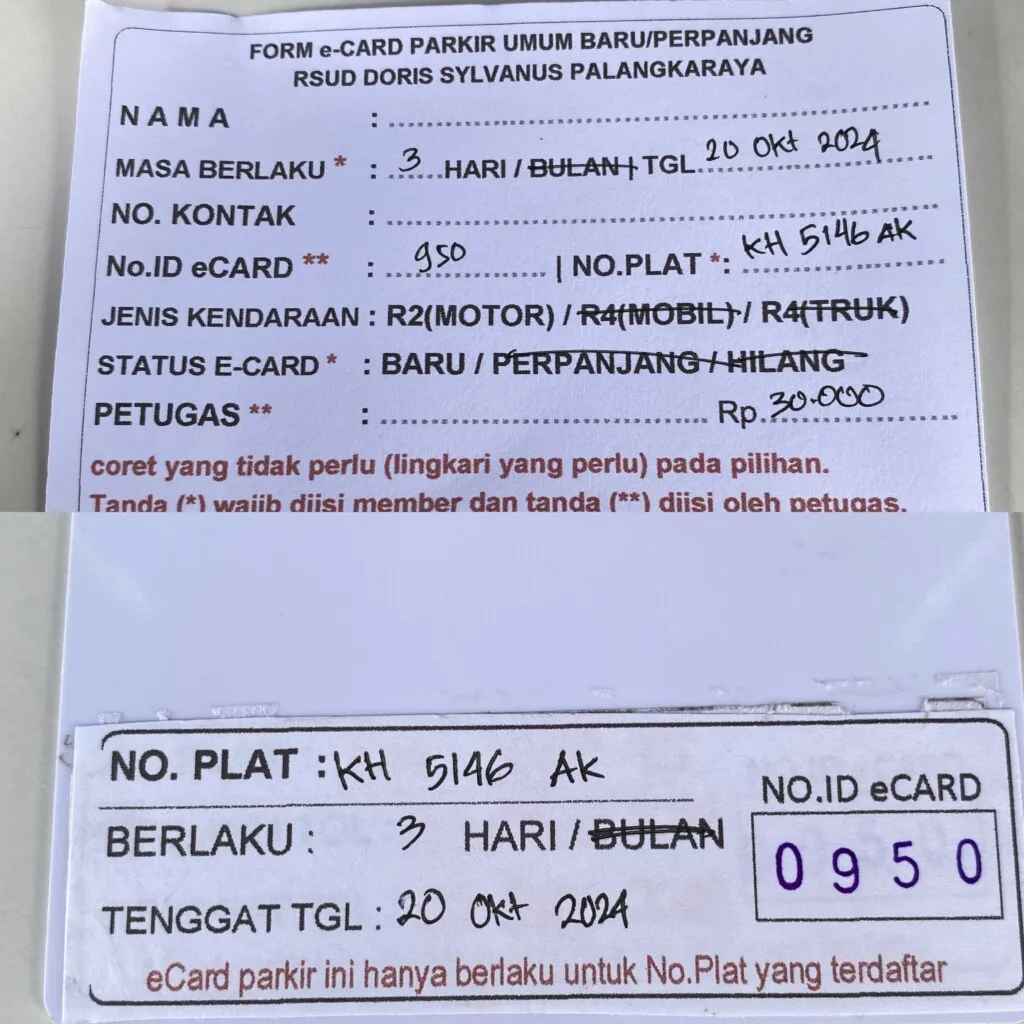 FORM e-CARD PARKIR UMUM BARU/PERPANJANG
RSUD DORIS SYLVANUS PALANGKARAYA
N A M A : ................................................
MASA BERLAKU * : 3 HARI / BULAN / TGL. 20 Okt 2024
NO. KONTAK : ................................................
No.ID eCARD ** : 950 | NO.PLAT *: KH 5146 AK
JENIS KENDARAAN : R2(MOTOR) / R4(MOBIL) / R4(TRUK)
STATUS E-CARD * : BARU / PERPANJANG / HILANG
PETUGAS ** : ................................ Rp. 30.000
coret yang tidak perlu (lingkari yang perlu) pada pilihan.
Tanda (*) wajib diisi member dan tanda (**) diisi oleh petugas.
NO. PLAT : KH 5146 AK
BERLAKU : 3 HARI / BULAN
TENGGAT TGL : 20 Okt 2024
NO.ID eCARD
0950
eCard parkir ini hanya berlaku untuk No.Plat yang terdaftar